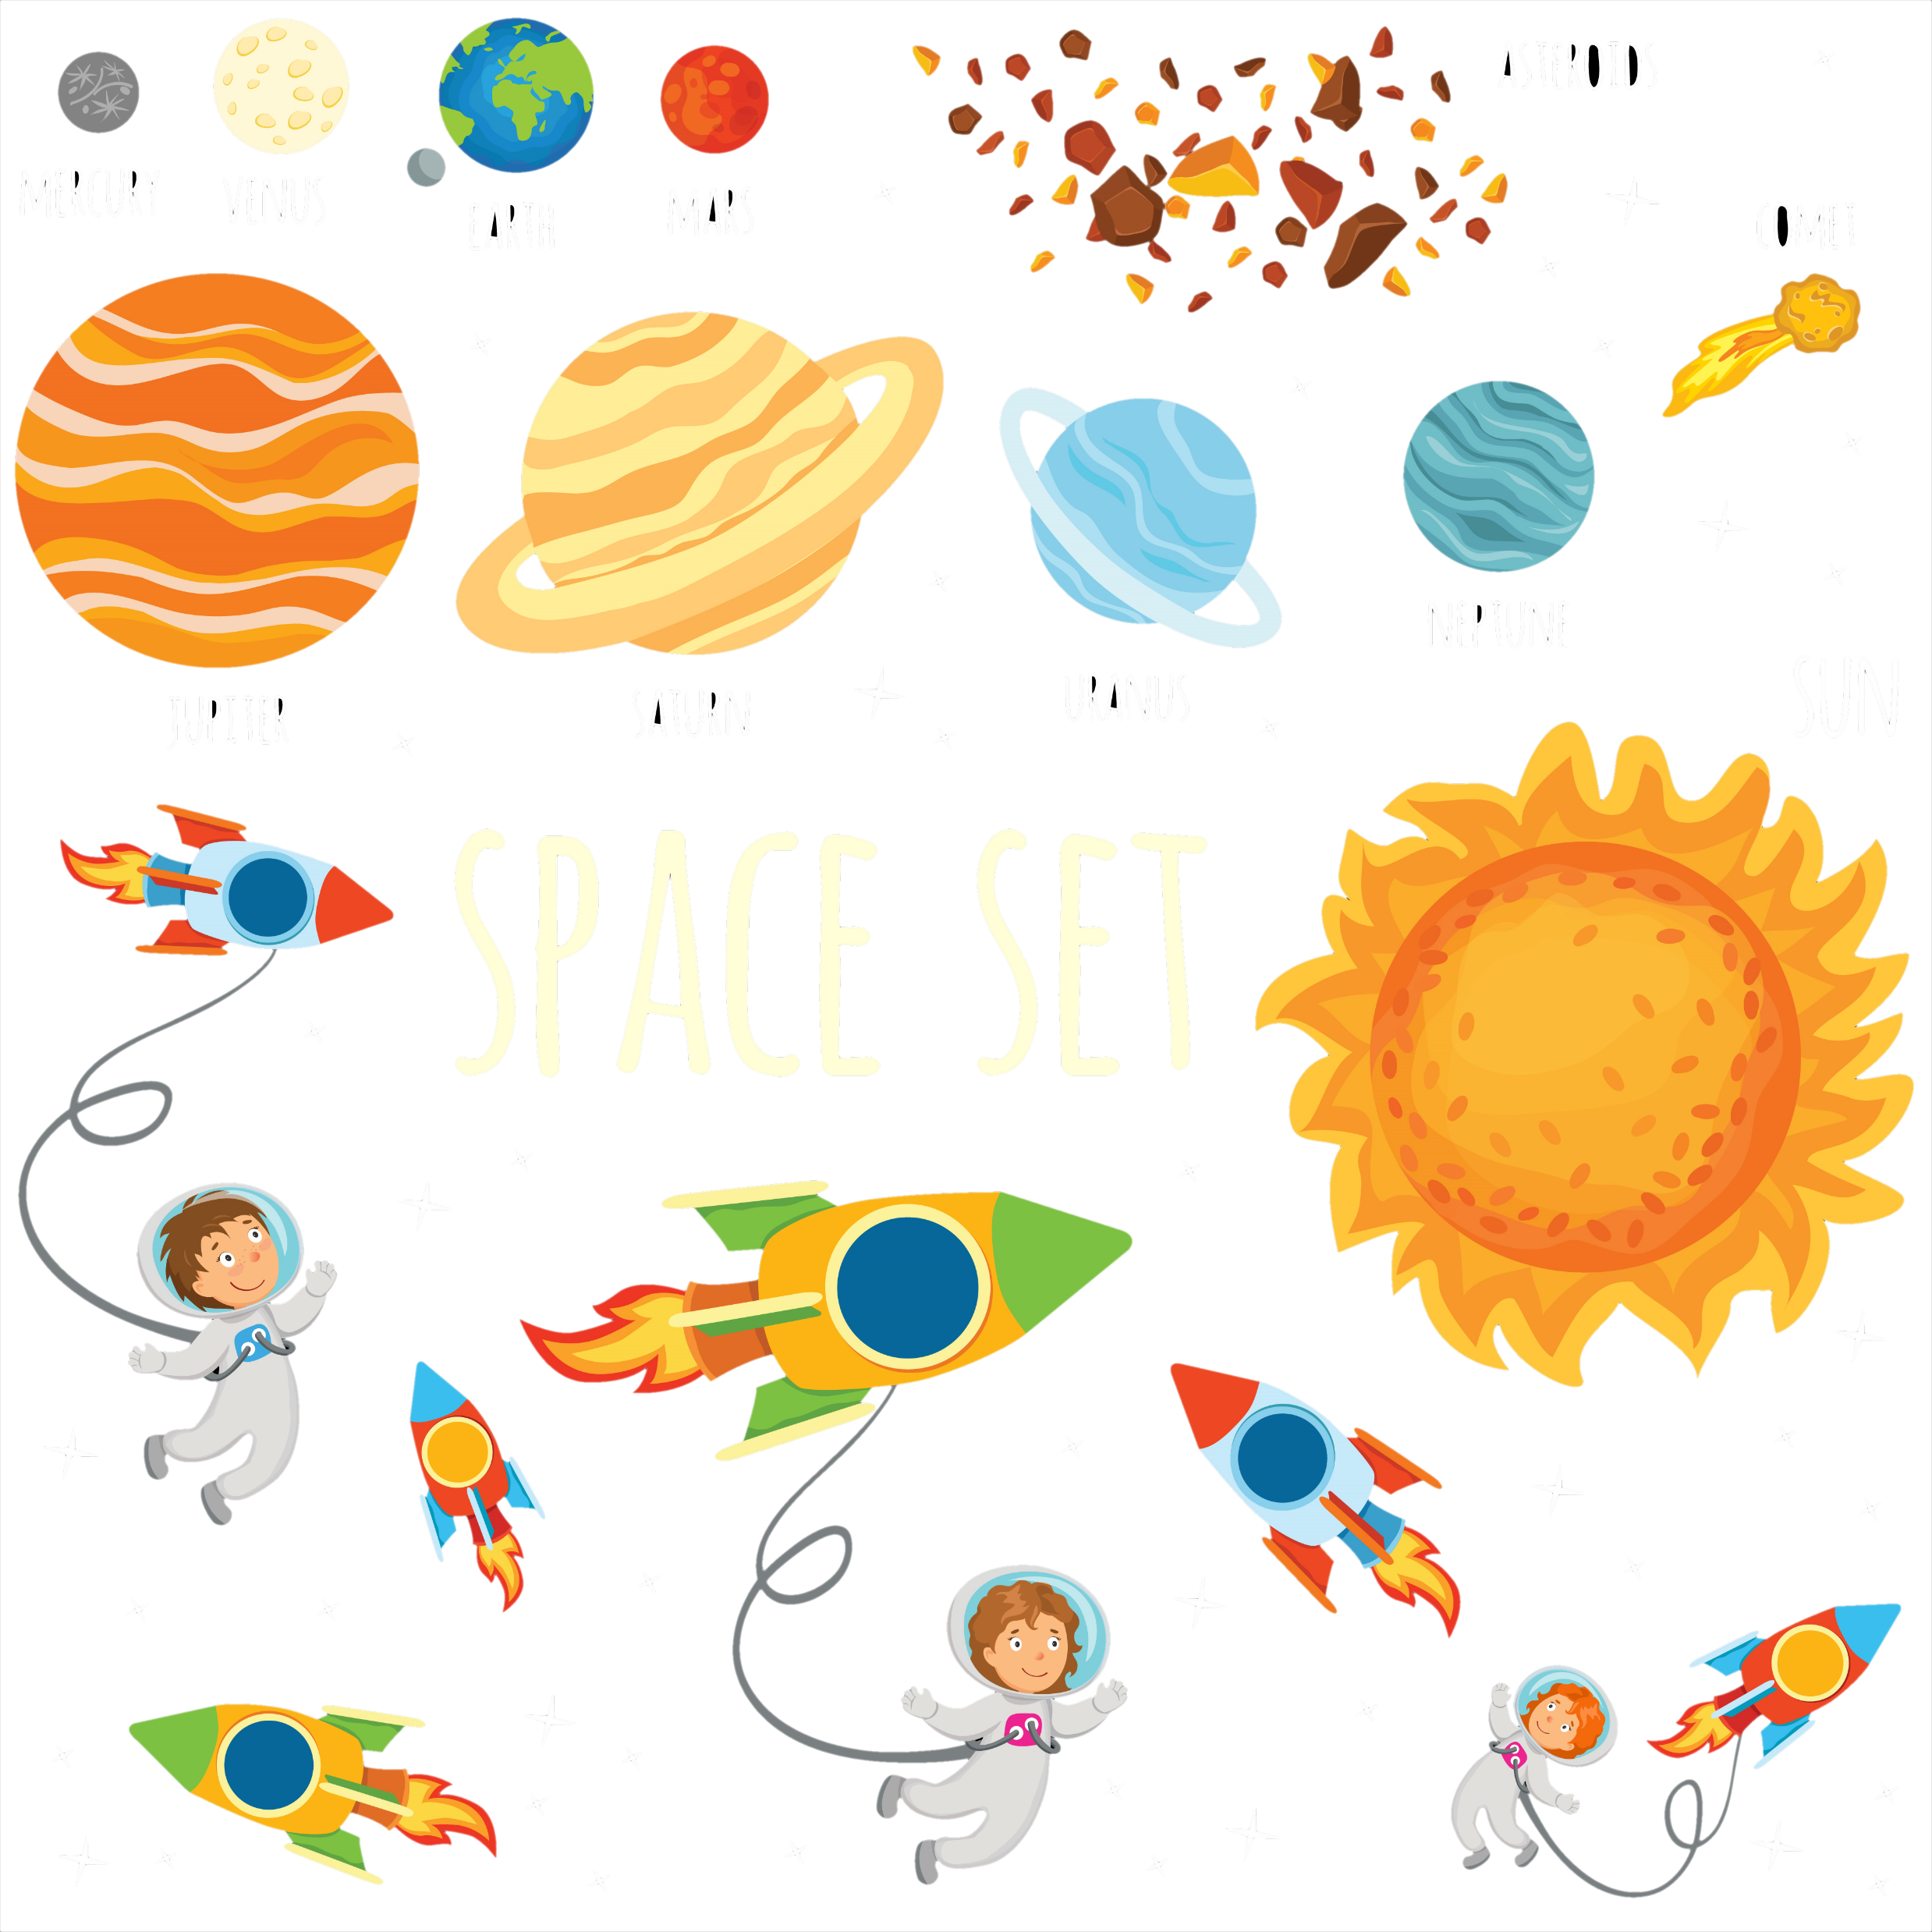 ASTEROIDS
MERCURY
VENUS
EARTH
MARS
COMET
NEPTUNE
JUPITER
SATURN
URANUS
SUN
SPACE SET